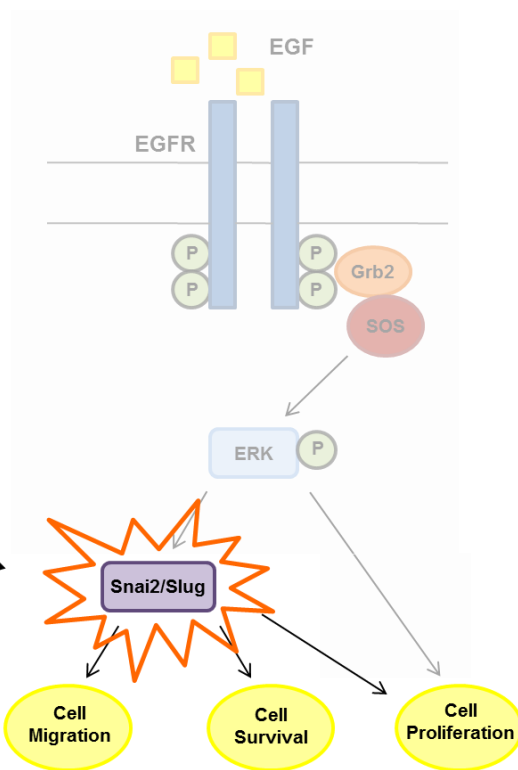 EGF
EGFR
P
P
P
P
Grb2
SOS
ERK
P
Snai2/Slug
Cell
Migration
Cell
Survival
Cell
Proliferation